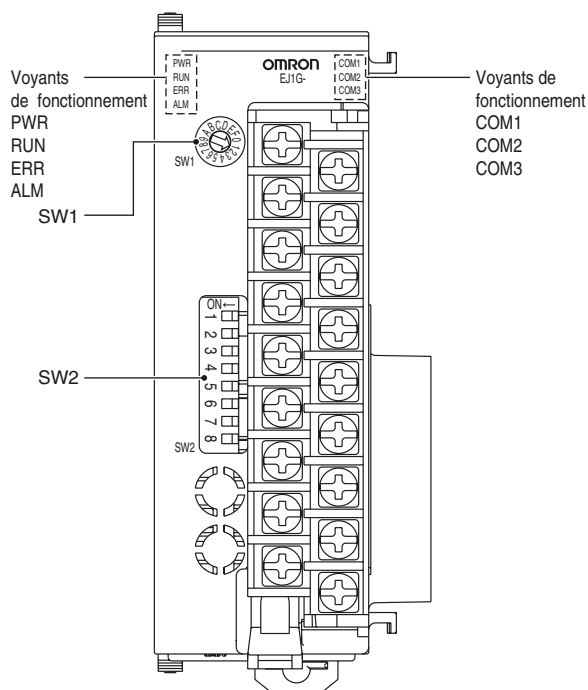 PWR
RUN
ERR
ALM
OMRON
EJ1G-
COM1
COM2
COM3
Voyants
de fonctionnement
PWR
RUN
ERR
ALM
SW1
SW1
0123456789ABCDEF
Voyants de
fonctionnement
COM1
COM2
COM3
SW2
ON←
1
2
3
4
5
6
7
8
SW2